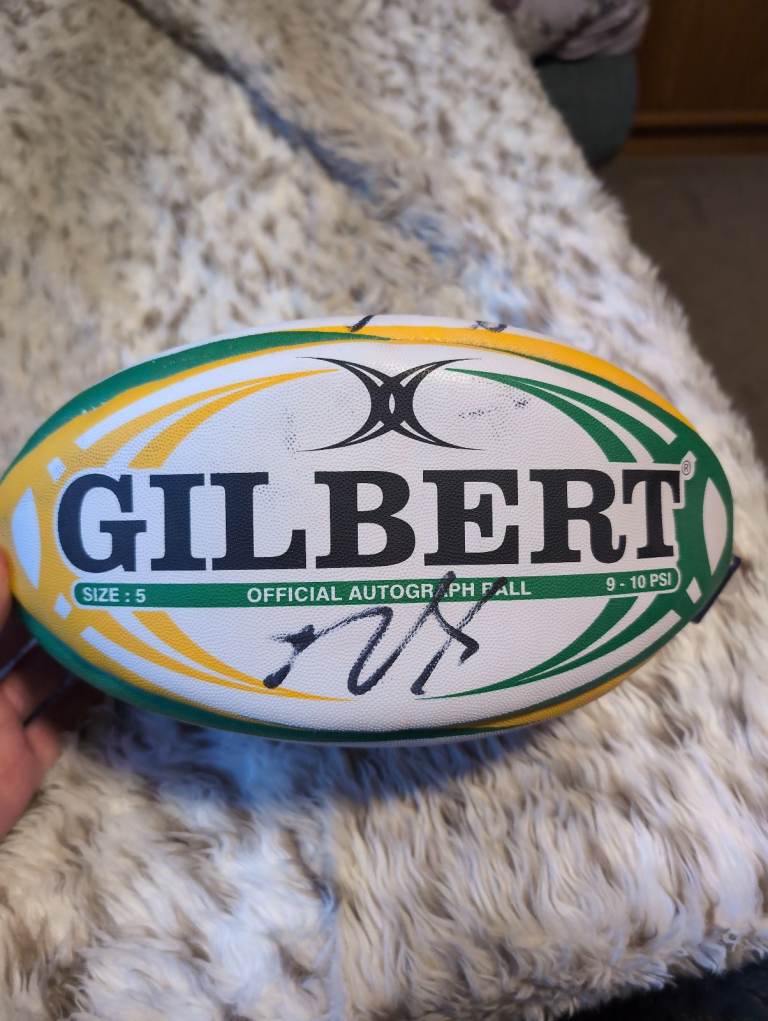 GILBERT®
SIZE : 5 OFFICIAL AUTOGRAPH BALL 9 - 10 PSI